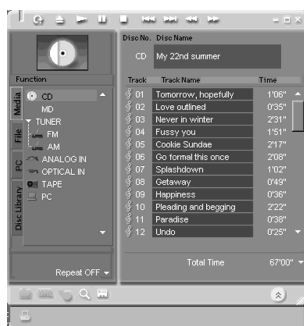 Disc No. Disc Name
CD My 22nd summer
Function
Track Track Name Time
Media
File
PC
Disc Library
CD
MD
TUNER
FM
AM
ANALOG IN
OPTICAL IN
TAPE
PC
01 Tomorrow, hopefully 1'06"
02 Love outlined 0'35"
03 Never in winter 2'31"
04 Fussy you 1'51"
05 Cookie Sundae 2'17"
06 Go formal this once 2'08"
07 Splashdown 1'02"
08 Getaway 0'49"
09 Happiness 0'36"
10 Pleading and begging 2'22"
11 Paradise 0'38"
12 Undo 0'25"
Total Time 67'00"
Repeat OFF